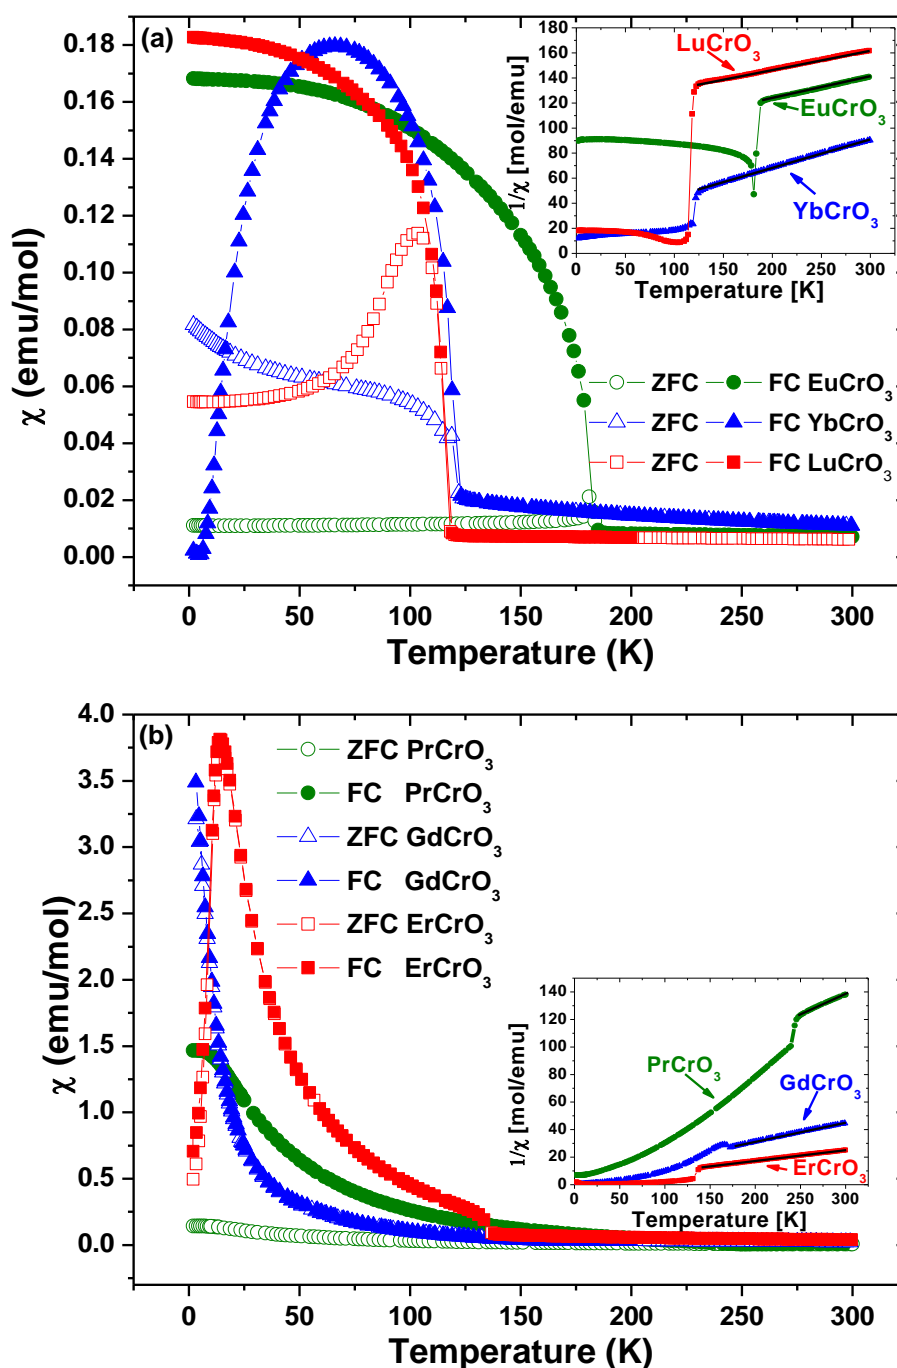 (a)
χ (emu/mol)
0.18
0.16
0.14
0.12
0.10
0.08
0.06
0.04
0.02
0.00
0 50 100 150 200 250 300
Temperature (K)
ZFC FC EuCrO3
ZFC FC YbCrO3
ZFC FC LuCrO3
1/χ [mol/emu]
180
160
140
120
100
80
60
40
20
0
0 50 100 150 200 250 300
Temperature [K]
LuCrO3
EuCrO3
YbCrO3
(b)
χ (emu/mol)
4.0
3.5
3.0
2.5
2.0
1.5
1.0
0.5
0.0
0 50 100 150 200 250 300
Temperature (K)
ZFC PrCrO3
FC PrCrO3
ZFC GdCrO3
FC GdCrO3
ZFC ErCrO3
FC ErCrO3
1/χ [mol/emu]
140
120
100
80
60
40
20
0
0 50 100 150 200 250 300
Temperature [K]
PrCrO3
GdCrO3
ErCrO3